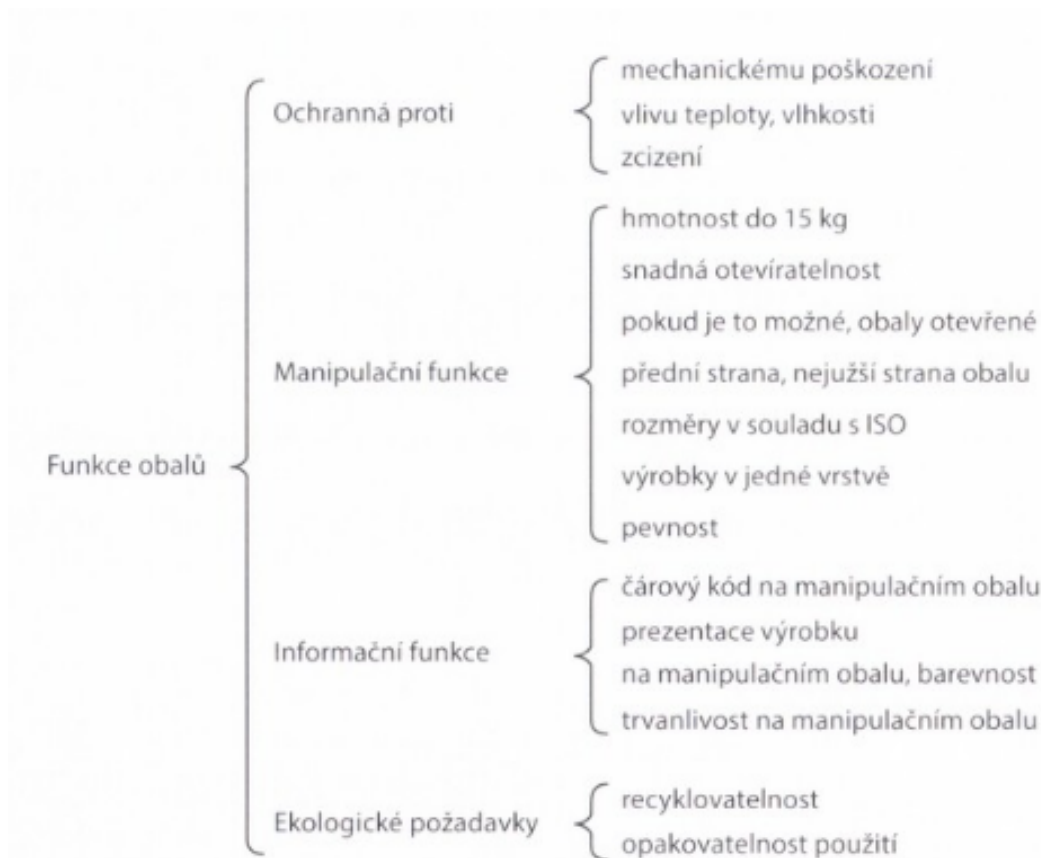 Funkce obalů
Ochranná proti
mechanickému poškození
vlivu teploty, vlhkosti
zcizení
Manipulační funkce
hmotnost do 15 kg
snadná otevíratelnost
pokud je to možné, obaly otevřené
přední strana, nejužší strana obalu
rozměry v souladu s ISO
výrobky v jedné vrstvě
pevnost
Informační funkce
čárový kód na manipulačním obalu
prezentace výrobku
na manipulačním obalu, barevnost
trvanlivost na manipulačním obalu
Ekologické požadavky
recyklovatelnost
opakovatelnost použití